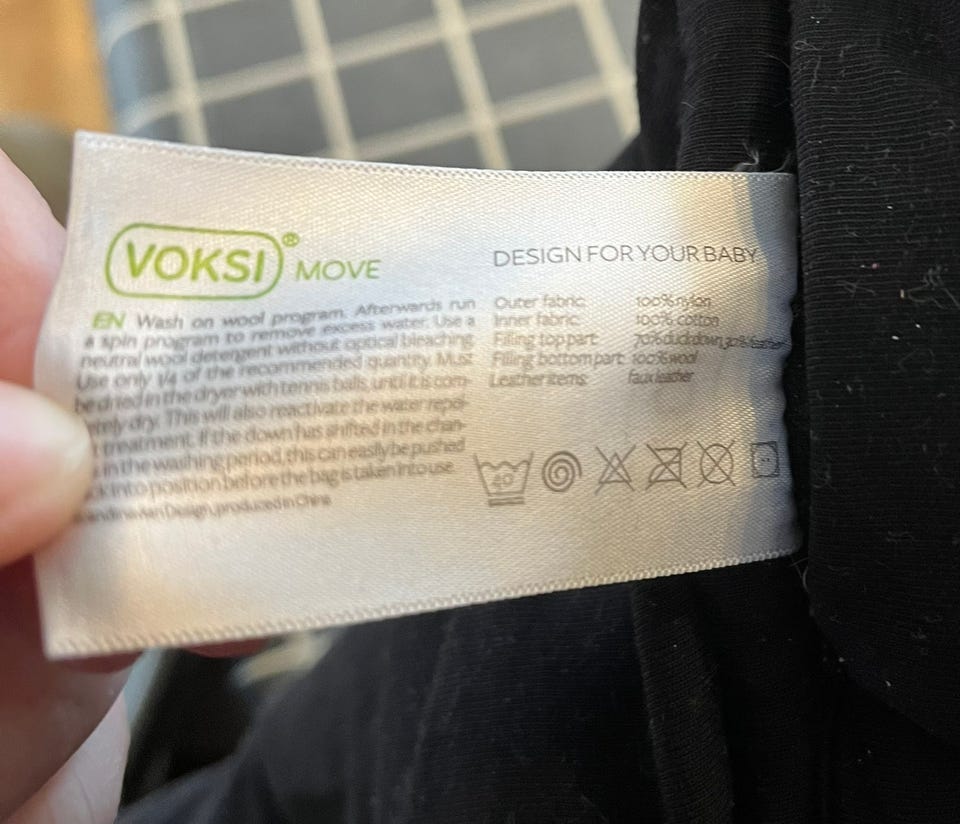 VOKSI® MOVE
EN Wash on wool program. Afterwards run
a spin program to remove excess water. Use a
neutral wool detergent without optical bleaching.
Use only 1/4 of the recommended quantity. Must
be dried in the dryer with tennis balls, until it is com-
tely dry. This will also reactivate the water repel-
t treatment. If the down has shifted in the chan-
in the washing period, this can easily be pushed
ck into position before the bag is taken into use.
andinavian Design, produced in China
DESIGN FOR YOUR BABY
Outer fabric: 100% nylon
Inner fabric: 100% cotton
Filling top part: 70% duckdown, 30% feather
Filling bottom part: 100% wool
Leather items: faux leather
40°